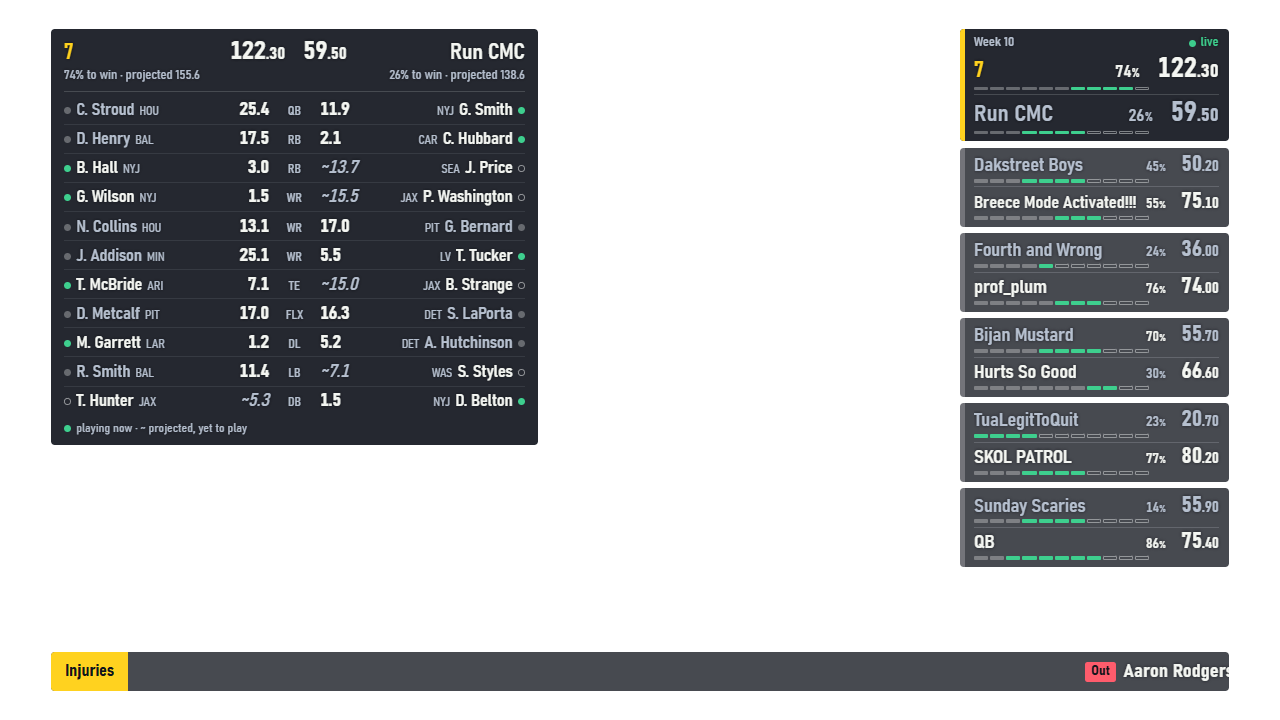 7 122.30 59.50 Run CMC
74% to win · projected 155.6 26% to win · projected 138.6
C. Stroud HOU 25.4 QB 11.9 NYJ G. Smith
D. Henry BAL 17.5 RB 2.1 CAR C. Hubbard
B. Hall NYJ 3.0 RB ~13.7 SEA J. Price
G. Wilson NYJ 1.5 WR ~15.5 JAX P. Washington
N. Collins HOU 13.1 WR 17.0 PIT G. Bernard
J. Addison MIN 25.1 WR 5.5 LV T. Tucker
T. McBride ARI 7.1 TE ~15.0 JAX B. Strange
D. Metcalf PIT 17.0 FLX 16.3 DET S. LaPorta
M. Garrett LAR 1.2 DL 5.2 DET A. Hutchinson
R. Smith BAL 11.4 LB ~7.1 WAS S. Styles
T. Hunter JAX ~5.3 DB 1.5 NYJ D. Belton
playing now · ~ projected, yet to play
Week 10 live
7 74% 122.30
Run CMC 26% 59.50
Dakstreet Boys 45% 50.20
Breece Mode Activated!!! 55% 75.10
Fourth and Wrong 24% 36.00
prof_plum 76% 74.00
Bijan Mustard 70% 55.70
Hurts So Good 30% 66.60
TuaLegitToQuit 23% 20.70
SKOL PATROL 77% 80.20
Sunday Scaries 14% 55.90
QB 86% 75.40
Injuries Out Aaron Rodgers